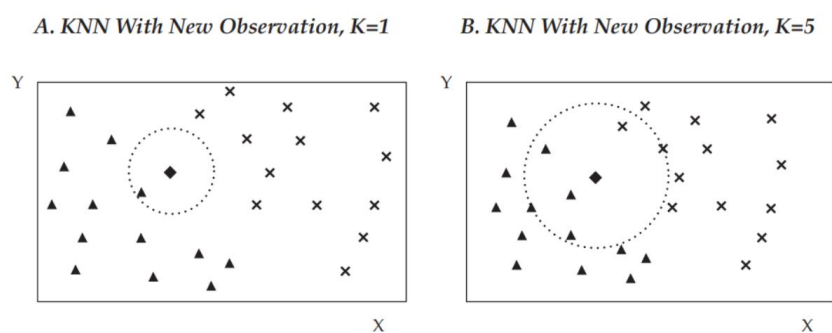 A. KNN With New Observation, K=1
B. KNN With New Observation, K=5
Y
Y
X
X